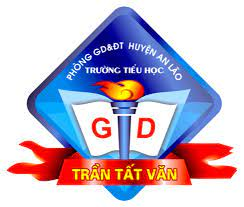 PHÒNG GD&ĐT HUYỆN AN LÃO
TRƯỜNG TIỂU HỌC
G D
TRẦN TẤT VĂN